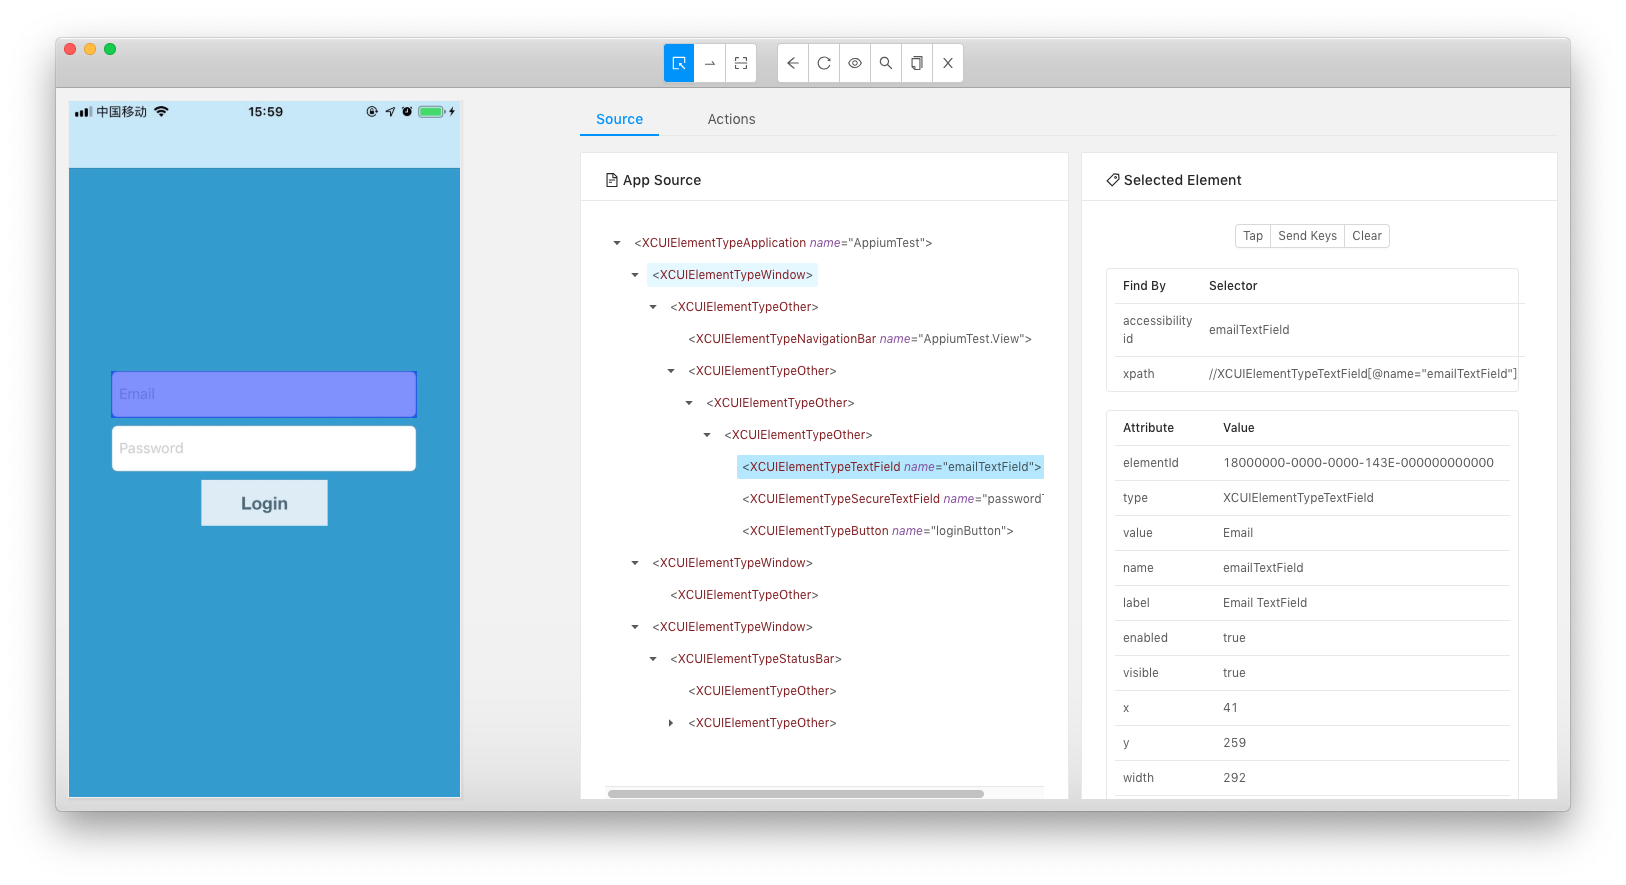 中国移动
15:59
Email
Password
Login
Source
Actions
App Source
<XCUIElementTypeApplication name="AppiumTest">
<XCUIElementTypeWindow>
<XCUIElementTypeOther>
<XCUIElementTypeNavigationBar name="AppiumTest.View">
<XCUIElementTypeOther>
<XCUIElementTypeOther>
<XCUIElementTypeOther>
<XCUIElementTypeTextField name="emailTextField">
<XCUIElementTypeSecureTextField name="password
<XCUIElementTypeButton name="loginButton">
<XCUIElementTypeWindow>
<XCUIElementTypeOther>
<XCUIElementTypeWindow>
<XCUIElementTypeStatusBar>
<XCUIElementTypeOther>
<XCUIElementTypeOther>
Selected Element
Tap Send Keys Clear
Find By Selector
accessibility id emailTextField
xpath //XCUIElementTypeTextField[@name="emailTextField"]
Attribute Value
elementId 18000000-0000-0000-143E-000000000000
type XCUIElementTypeTextField
value Email
name emailTextField
label Email TextField
enabled true
visible true
x 41
y 259
width 292